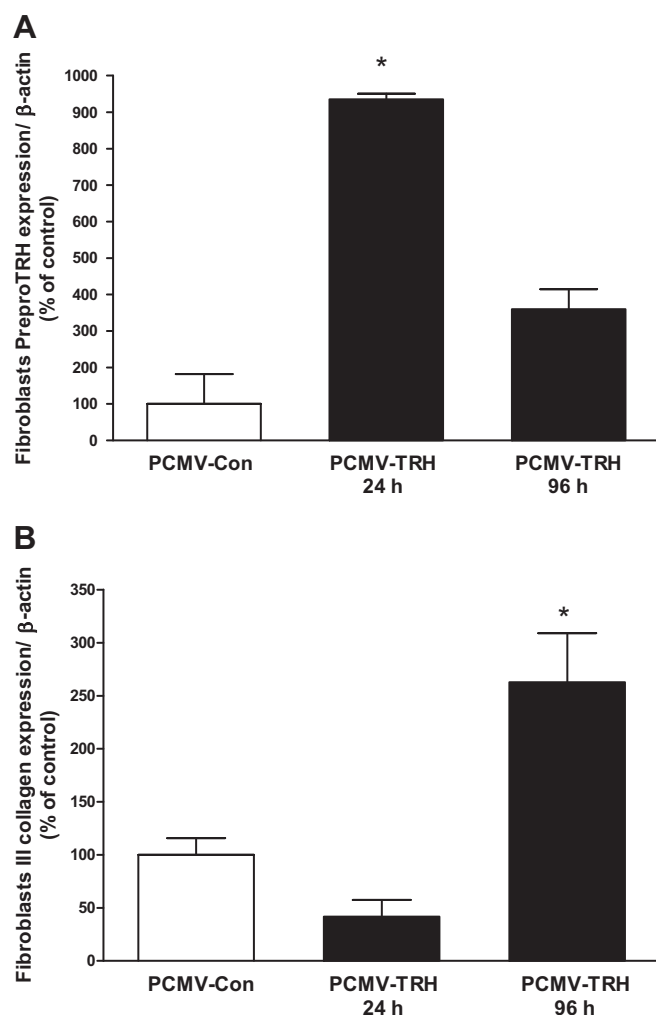 A
Fibroblasts PreproTRH expression/ β-actin
(% of control)
1000
900
800
700
600
500
400
300
200
100
0
*
PCMV-Con
PCMV-TRH
24 h
PCMV-TRH
96 h
B
Fibroblasts III collagen expression/ β-actin
(% of control)
350
300
250
200
150
100
50
0
*
PCMV-Con
PCMV-TRH
24 h
PCMV-TRH
96 h